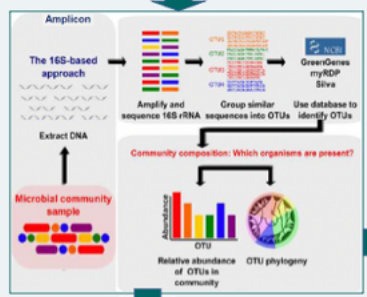 Amplicon
The 16S-based
approach
Extract DNA
Microbial community
sample
Amplify and
sequence 16S rRNA
Group similar
sequences into OTUs
NCBI
GreenGenes
myRDP
Silva
Use database to
identify OTUs
Community composition: Which organisms are present?
Abundance
OTU
Relative abundance
of OTUs in
community
OTU phylogeny